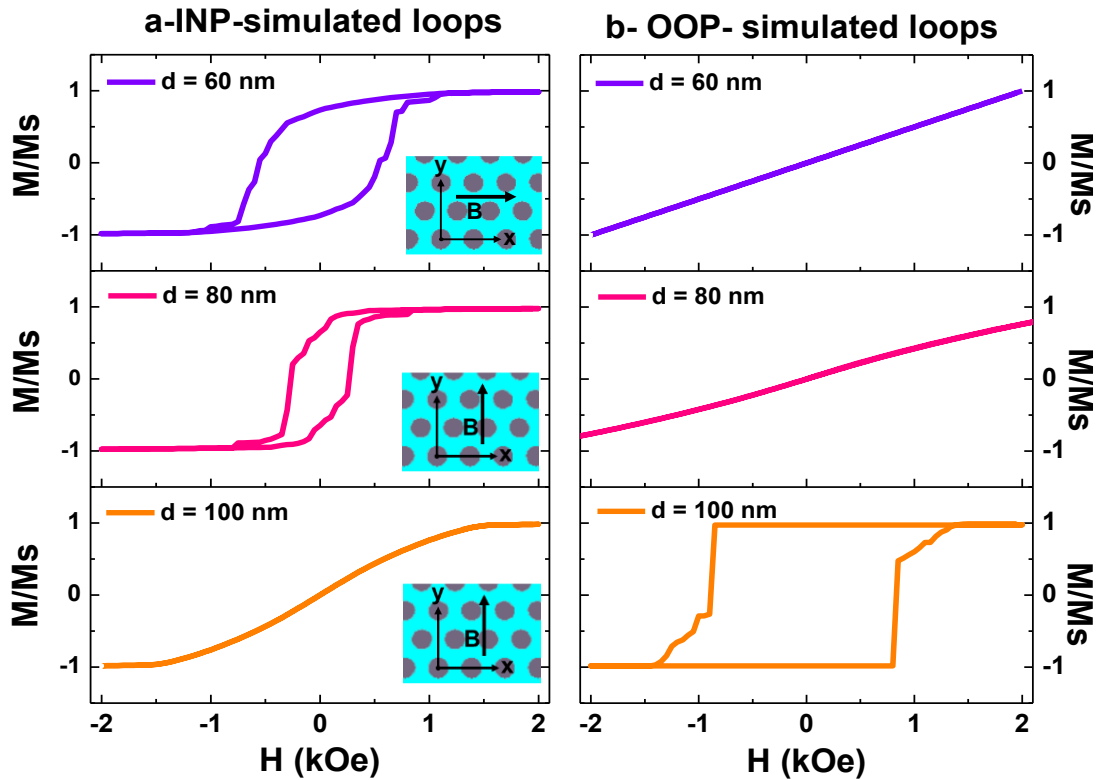 a-INP-simulated loops
b- OOP- simulated loops
d = 60 nm
1
0
-1
M/Ms
y
B
x
d = 60 nm
1
0
-1
M/Ms
d = 80 nm
1
0
-1
M/Ms
y
B
x
d = 80 nm
1
0
-1
M/Ms
d = 100 nm
1
0
-1
M/Ms
y
B
x
d = 100 nm
1
0
-1
M/Ms
-2 -1 0 1 2
H (kOe)
-2 -1 0 1 2
H (kOe)